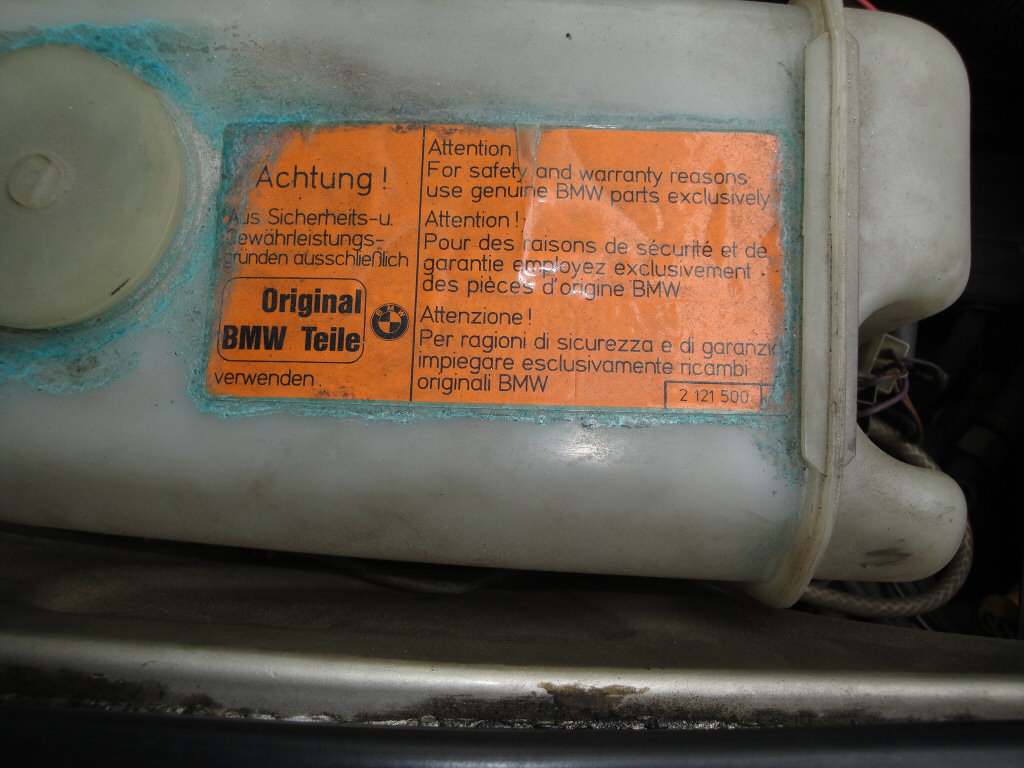 Achtung !
Aus Sicherheits-u.
Gewährleistungs-
gründen ausschließlich
Original
BMW Teile
BMW
verwenden.
Attention
For safety and warranty reasons
use genuine BMW parts exclusively
Attention !
Pour des raisons de sécurité et de
garantie employez exclusivement
des pièces d'origine BMW
Attenzione !
Per ragioni di sicurezza e di garanzia
impiegare esclusivamente ricambi
originali BMW
2 121 500